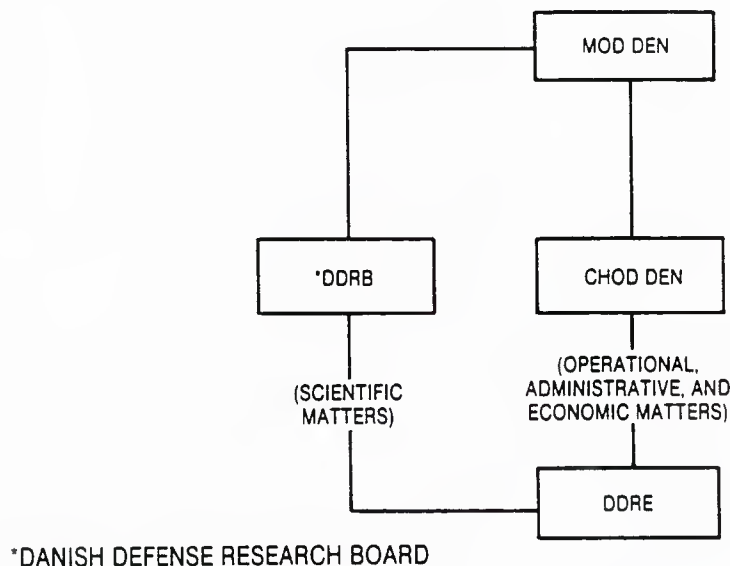 MOD DEN
*DDRB
CHOD DEN
(SCIENTIFIC
MATTERS)
(OPERATIONAL,
ADMINISTRATIVE, AND
ECONOMIC MATTERS)
DDRE
*DANISH DEFENSE RESEARCH BOARD